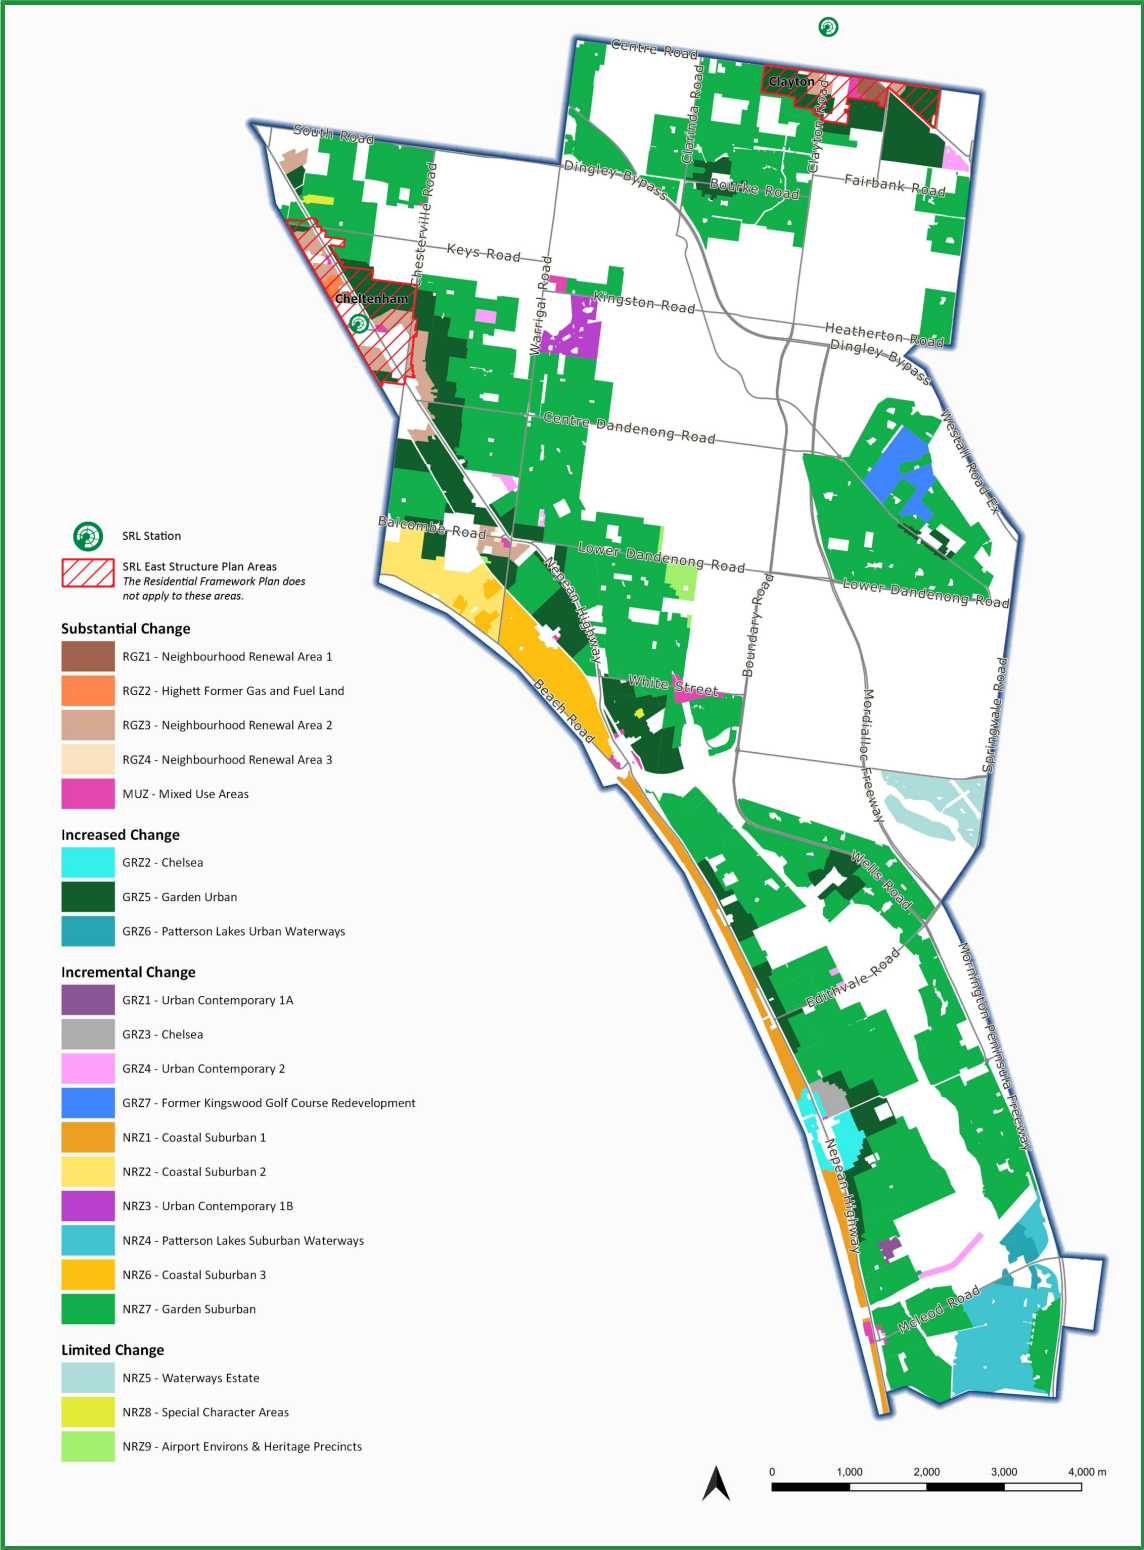 Centre Road
Clarinda Road
Clayton
Clayton Road
South Road
Dingley Bypass
Bourke Road
Fairbank Road
Chesterville Road
Keys Road
Warrigal Road
Kingston Road
Cheltenham
Heatherton Road
Dingley Bypass
Centre Dandenong Road
Westall Road Ex
Balcombe Road
Lower Dandenong Road
Nepean Highway
Lower Dandenong Road
Boundary Road
White Street
Beach Road
Mordialloc Freeway
Springvale Road
Wells Road
Edithvale Road
Mornington Peninsula Freeway
Nepean Highway
Mcleod Road
SRL Station
SRL East Structure Plan Areas
The Residential Framework Plan does
not apply to these areas.
Substantial Change
RGZ1 - Neighbourhood Renewal Area 1
RGZ2 - Highett Former Gas and Fuel Land
RGZ3 - Neighbourhood Renewal Area 2
RGZ4 - Neighbourhood Renewal Area 3
MUZ - Mixed Use Areas
Increased Change
GRZ2 - Chelsea
GRZ5 - Garden Urban
GRZ6 - Patterson Lakes Urban Waterways
Incremental Change
GRZ1 - Urban Contemporary 1A
GRZ3 - Chelsea
GRZ4 - Urban Contemporary 2
GRZ7 - Former Kingswood Golf Course Redevelopment
NRZ1 - Coastal Suburban 1
NRZ2 - Coastal Suburban 2
NRZ3 - Urban Contemporary 1B
NRZ4 - Patterson Lakes Suburban Waterways
NRZ6 - Coastal Suburban 3
NRZ7 - Garden Suburban
Limited Change
NRZ5 - Waterways Estate
NRZ8 - Special Character Areas
NRZ9 - Airport Environs & Heritage Precincts
0 1,000 2,000 3,000 4,000 m